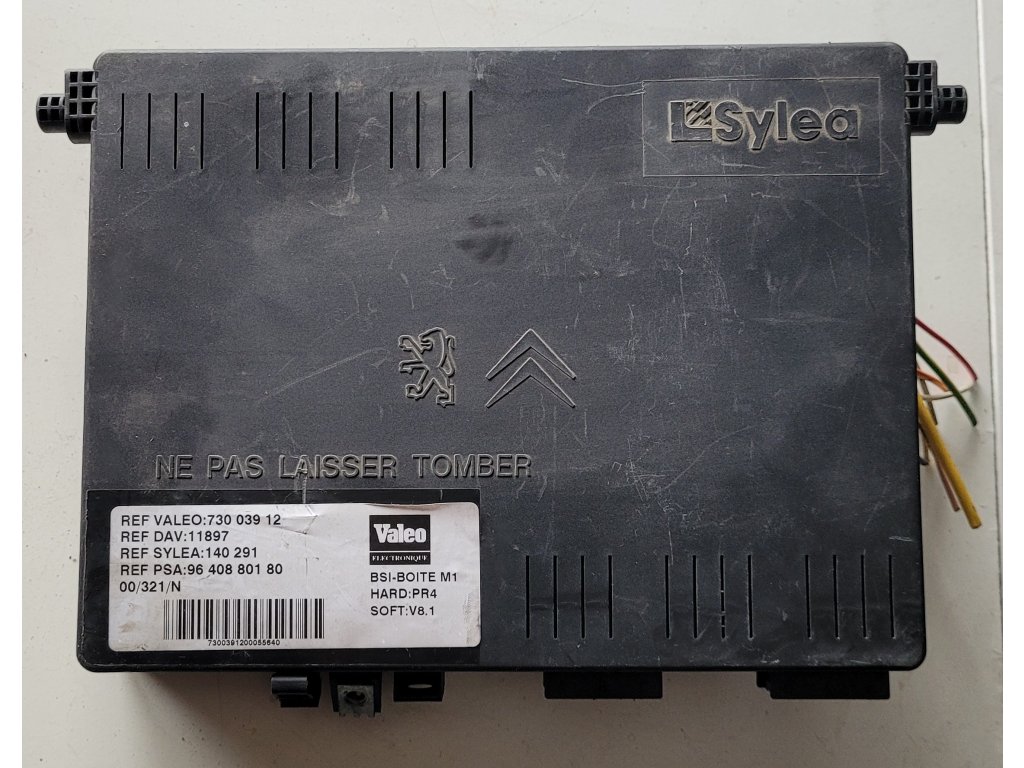 Sylea
NE PAS LAISSER TOMBER
REF VALEO:730 039 12
REF DAV:11897
REF SYLEA:140 291
REF PSA:96 408 801 80
00/321/N
7300391200055640
Valeo
ELECTRONIQUE
BSI-BOITE M1
HARD:PR4
SOFT:V8.1